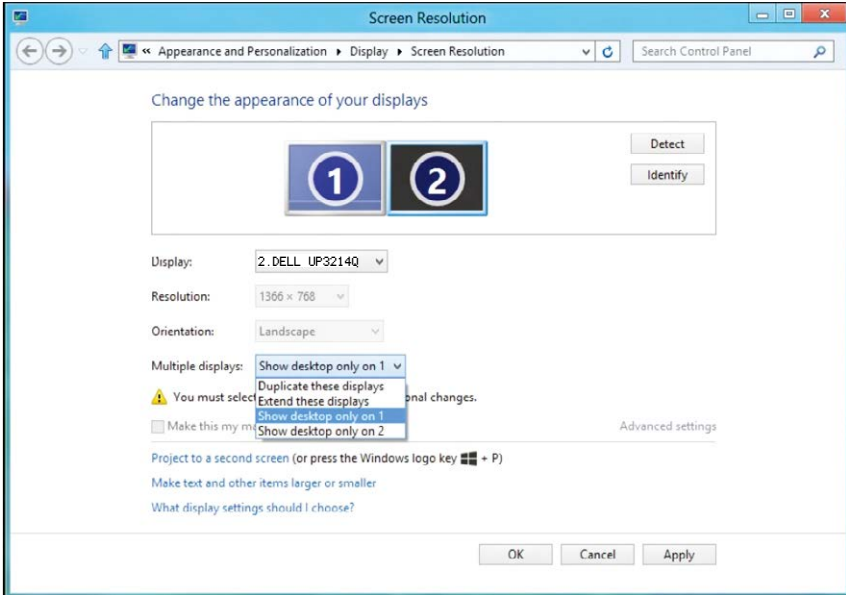 Screen Resolution
« Appearance and Personalization ▸ Display ▸ Screen Resolution
Search Control Panel
Change the appearance of your displays
1 2
Detect
Identify
Display: 2.DELL UP3214Q
Resolution: 1366 × 768
Orientation: Landscape
Multiple displays: Show desktop only on 1
Duplicate these displays
Extend these displays
Show desktop only on 1
Show desktop only on 2
You must select onal changes.
Make this my m
Advanced settings
Project to a second screen (or press the Windows logo key + P)
Make text and other items larger or smaller
What display settings should I choose?
OK Cancel Apply